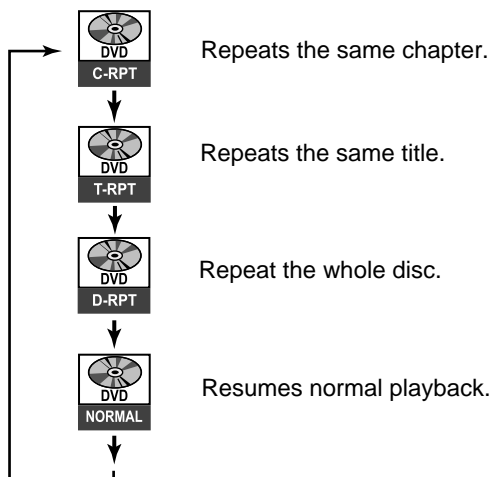 DVD
C-RPT
Repeats the same chapter.
DVD
T-RPT
Repeats the same title.
DVD
D-RPT
Repeat the whole disc.
DVD
NORMAL
Resumes normal playback.